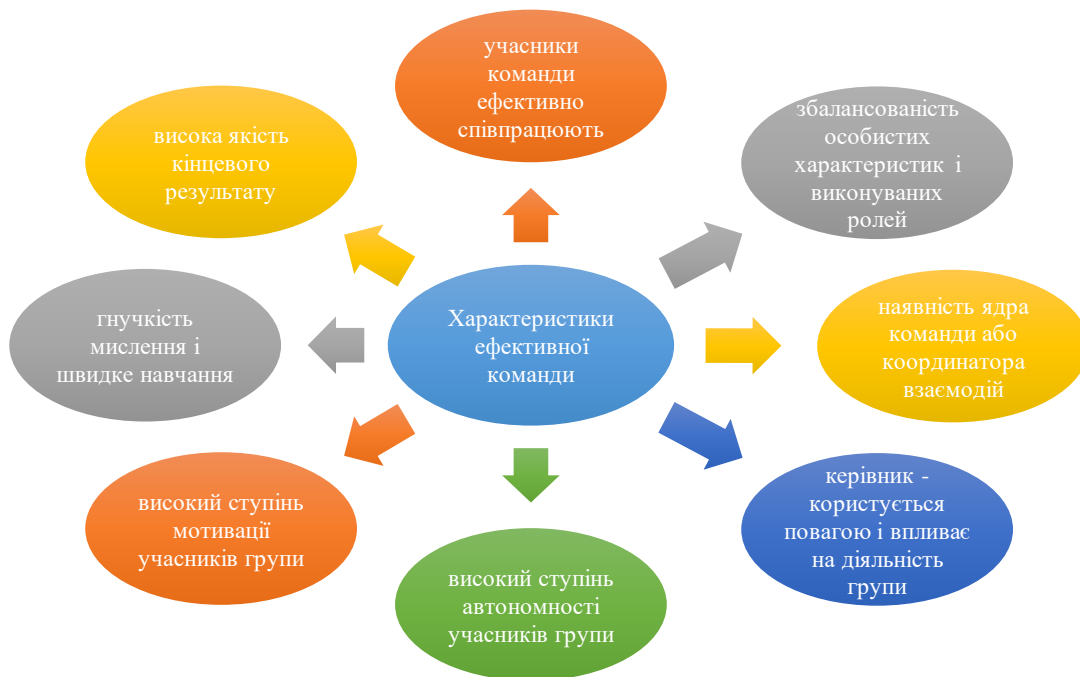 учасники
команди
ефективно
співпрацюють
збалансованість
особистих
характеристик і
виконуваних
ролей
наявність ядра
команди або
координатора
взаємодій
керівник -
користується
повагою і впливає
на діяльність
групи
високий ступінь
автономності
учасників групи
високий ступінь
мотивації
учасників групи
гнучкість
мислення і
швидке навчання
висока якість
кінцевого
результату
Характеристики
ефективної
команди